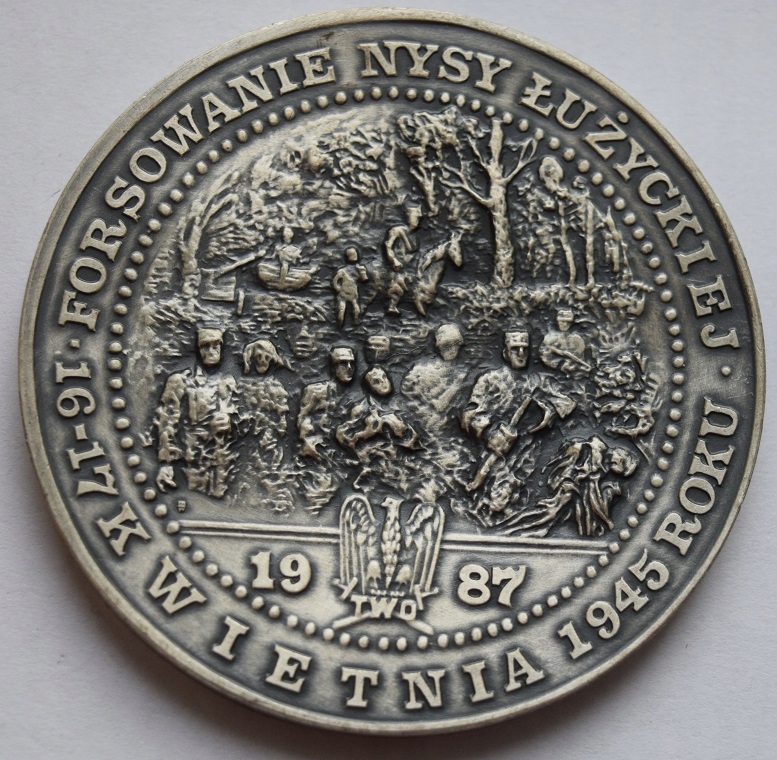 · FORSOWANIE NYSY ŁUŻYCKIEJ ·
16-17 KWIETNIA 1945 ROKU
1987
TWO